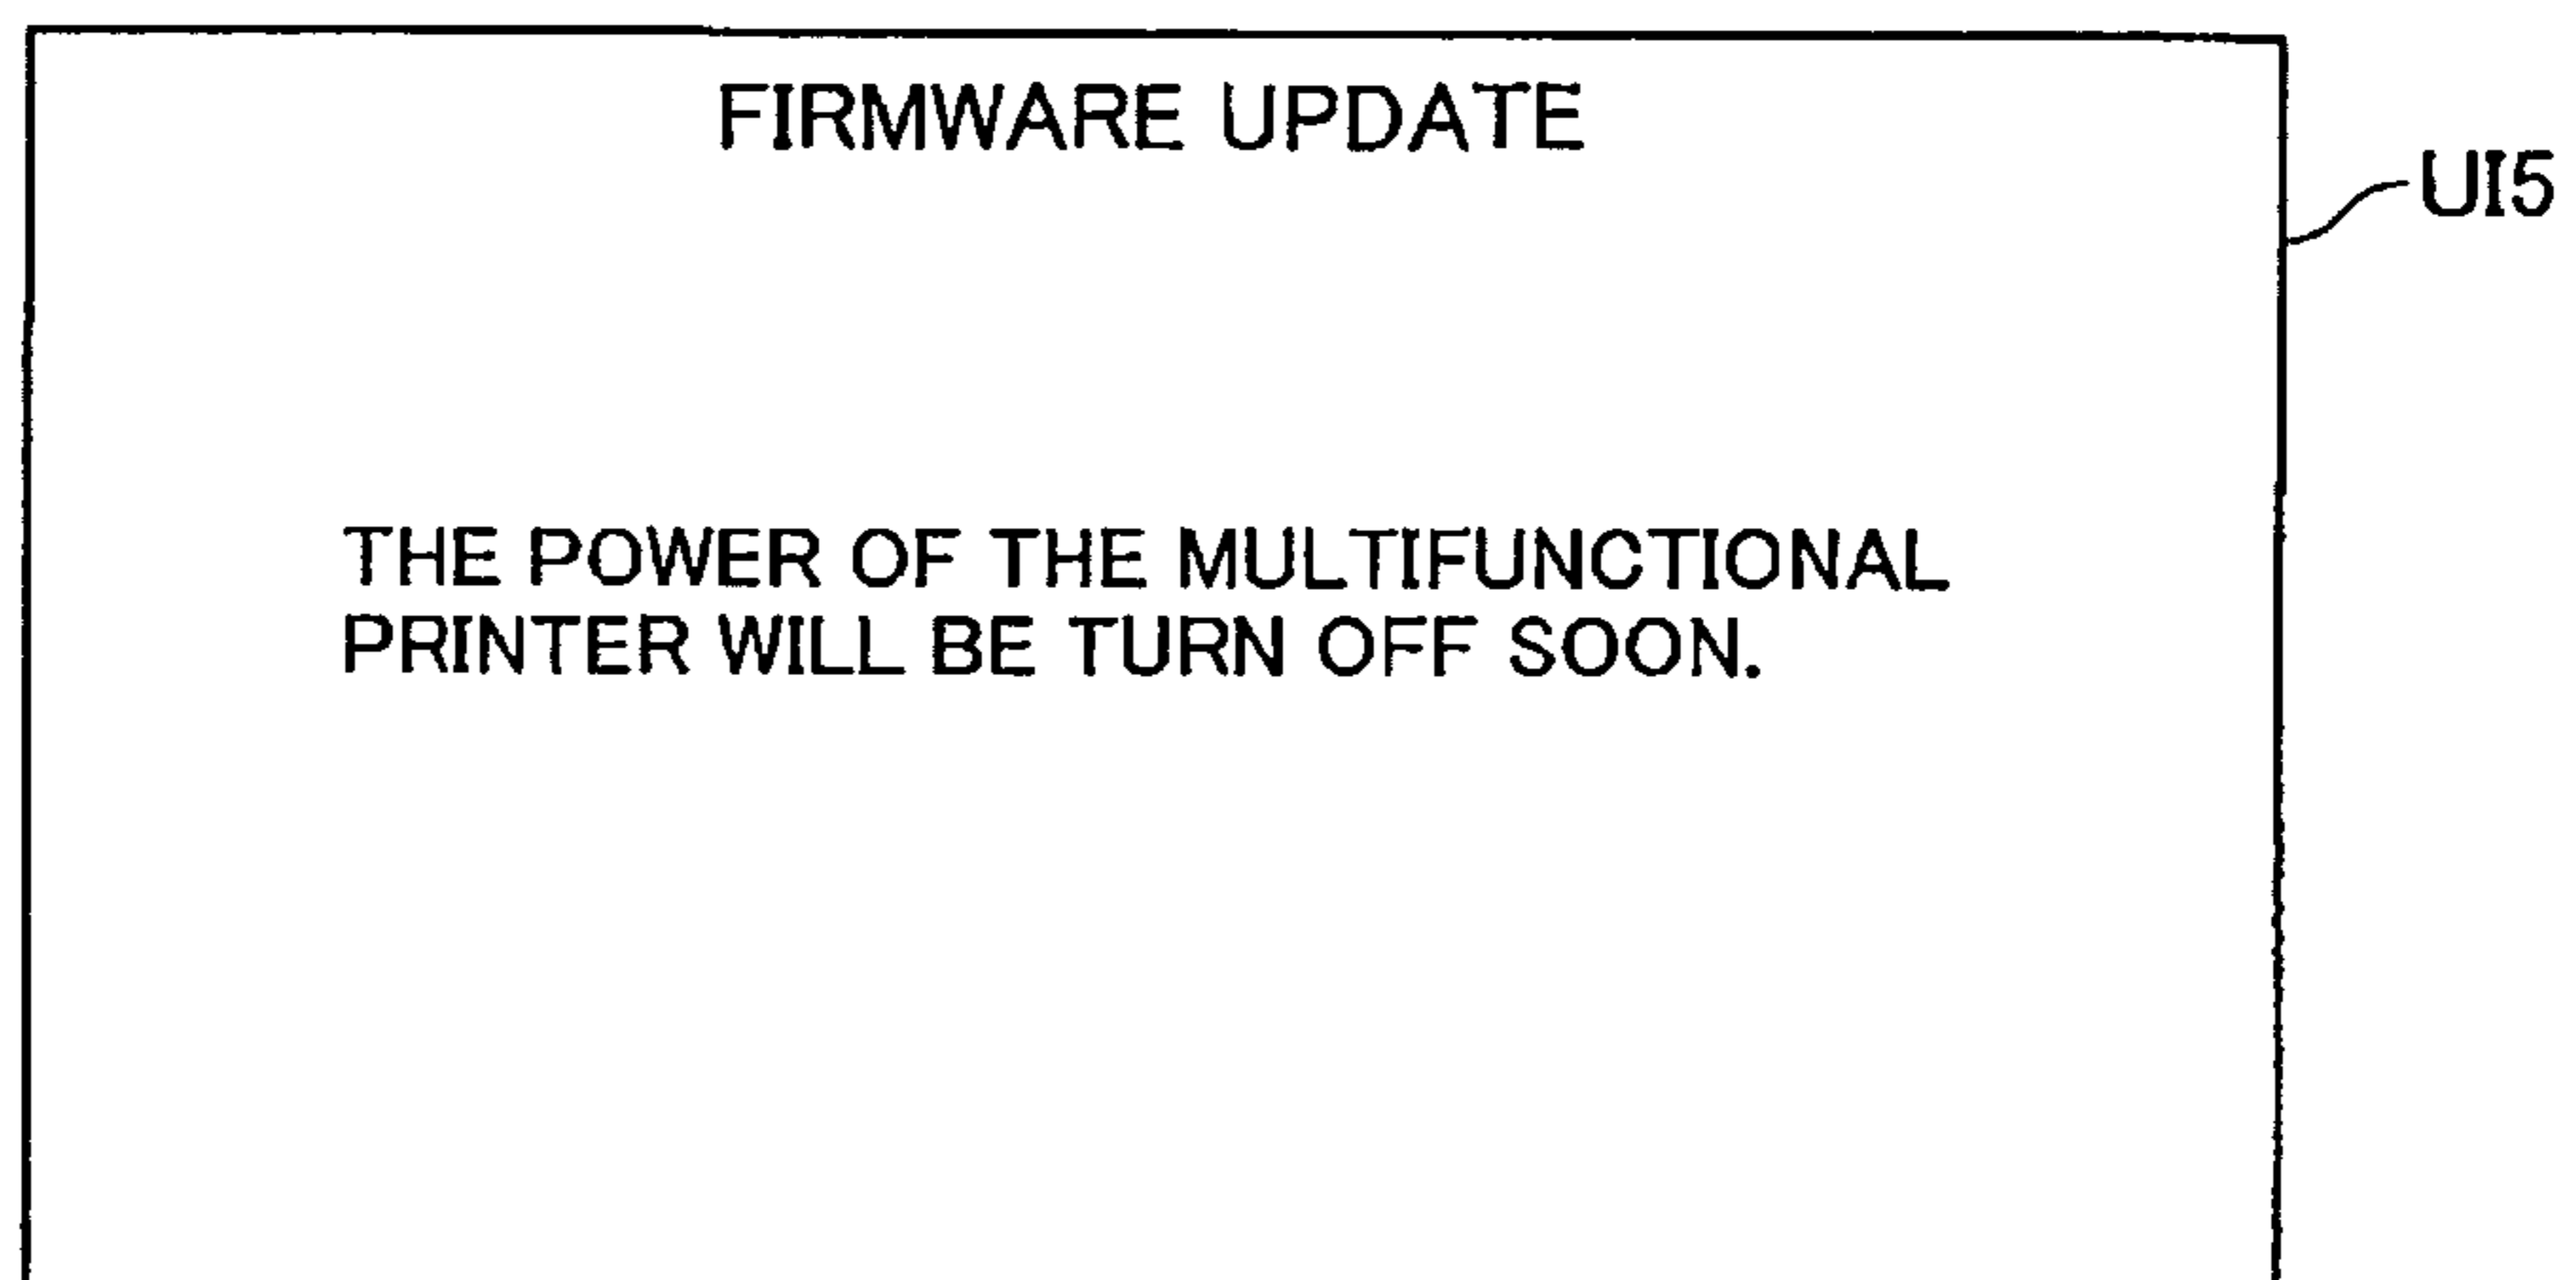 FIRMWARE UPDATE
UI5
THE POWER OF THE MULTIFUNCTIONAL
PRINTER WILL BE TURN OFF SOON.